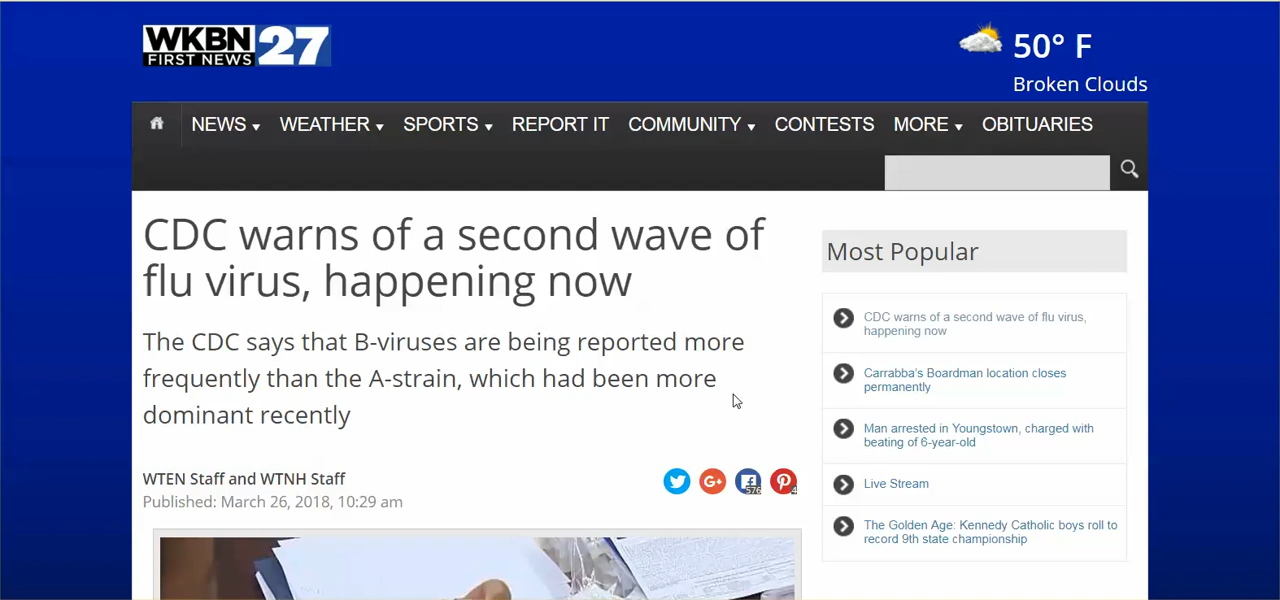 WKBN 27
FIRST NEWS
50° F
Broken Clouds
NEWS WEATHER SPORTS REPORT IT COMMUNITY CONTESTS MORE OBITUARIES
CDC warns of a second wave of
flu virus, happening now
The CDC says that B-viruses are being reported more
frequently than the A-strain, which had been more
dominant recently
WTEN Staff and WTNH Staff
Published: March 26, 2018, 10:29 am
G+
576
4
Most Popular
CDC warns of a second wave of flu virus,
happening now
Carrabba's Boardman location closes
permanently
Man arrested in Youngstown, charged with
beating of 6-year-old
Live Stream
The Golden Age: Kennedy Catholic boys roll to
record 9th state championship